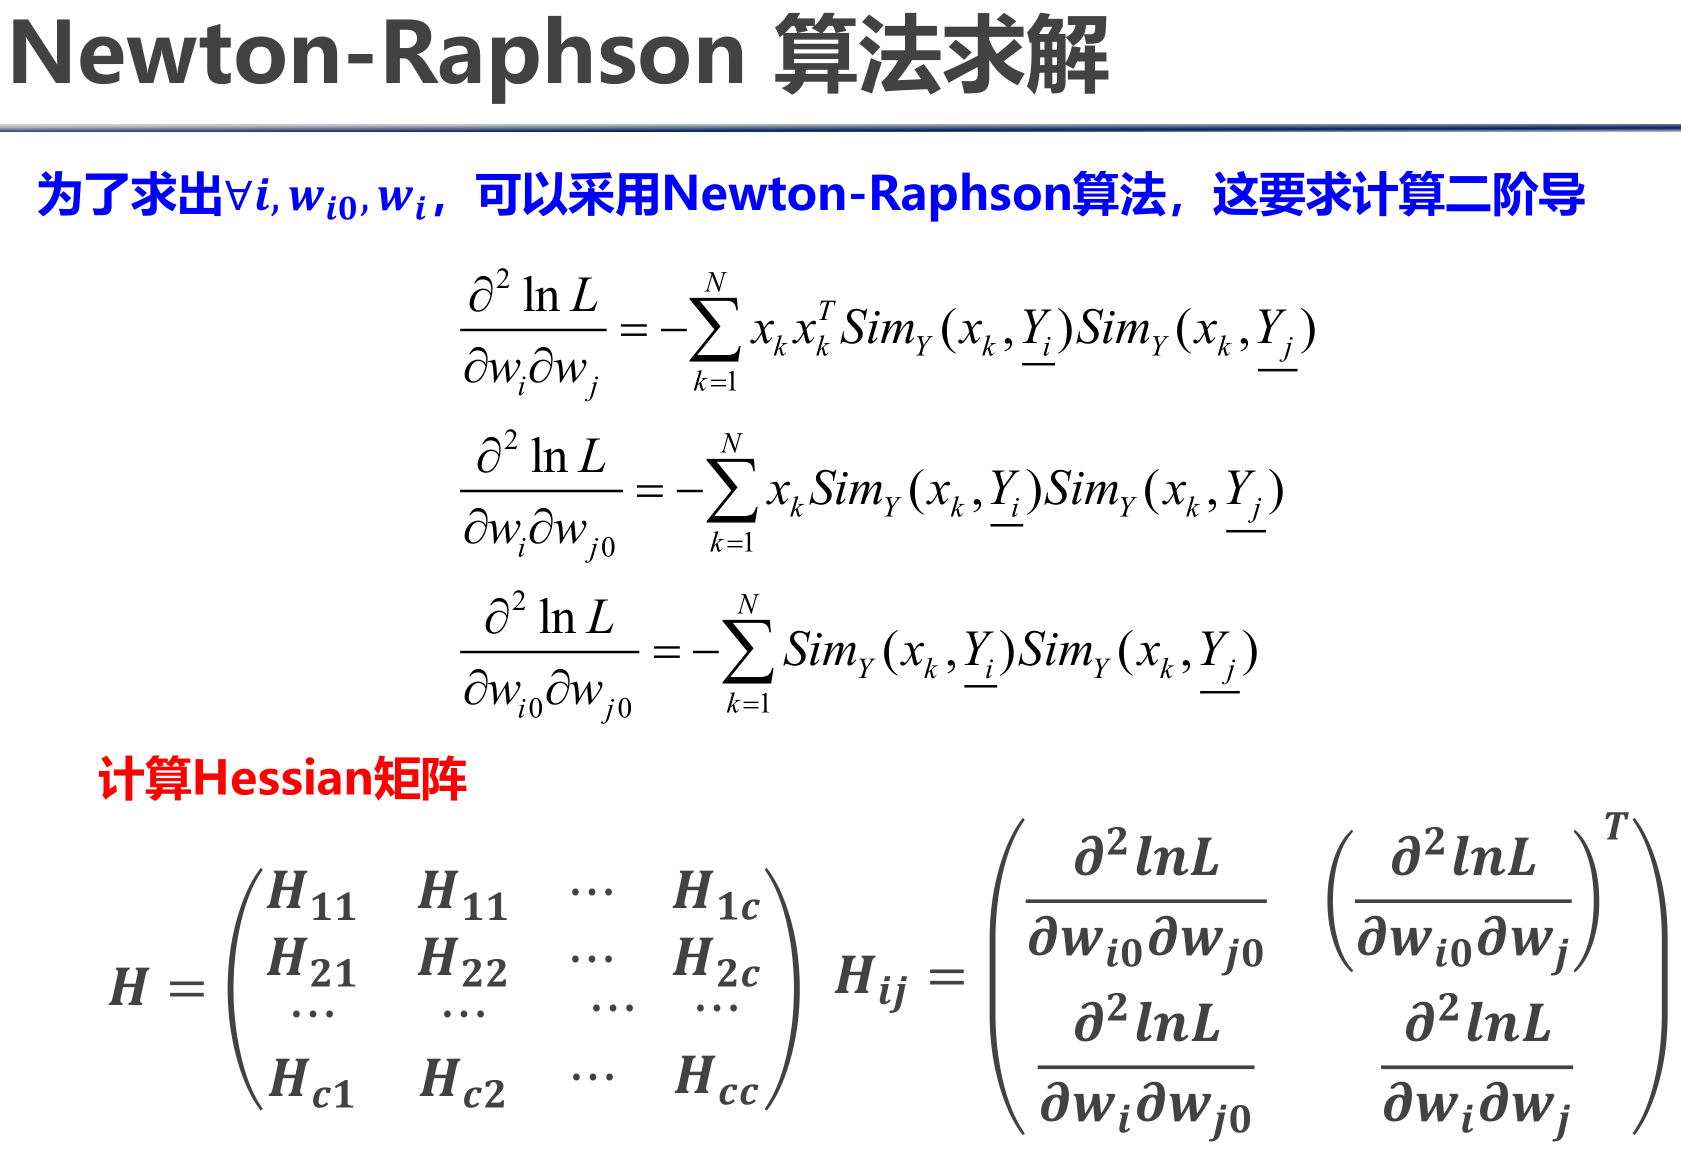 Newton-Raphson 算法求解
为了求出∀i, w_{i0}, w_i，可以采用Newton-Raphson算法，这要求计算二阶导
\frac{\partial^2 \ln L}{\partial w_i \partial w_j} = -\sum_{k=1}^{N} x_k x_k^T Sim_Y(x_k, \underline{Y_i}) Sim_Y(x_k, \underline{Y_j})
\frac{\partial^2 \ln L}{\partial w_i \partial w_{j0}} = -\sum_{k=1}^{N} x_k Sim_Y(x_k, \underline{Y_i}) Sim_Y(x_k, \underline{Y_j})
\frac{\partial^2 \ln L}{\partial w_{i0} \partial w_{j0}} = -\sum_{k=1}^{N} Sim_Y(x_k, \underline{Y_i}) Sim_Y(x_k, \underline{Y_j})
计算Hessian矩阵
H = \begin{pmatrix} H_{11} & H_{11} & \cdots & H_{1c} \\ H_{21} & H_{22} & \cdots & H_{2c} \\ \cdots & \cdots & \cdots & \cdots \\ H_{c1} & H_{c2} & \cdots & H_{cc} \end{pmatrix}
H_{ij} = \begin{pmatrix} \frac{\partial^2 lnL}{\partial w_{i0} \partial w_{j0}} & \left(\frac{\partial^2 lnL}{\partial w_{i0} \partial w_j}\right)^T \\ \frac{\partial^2 lnL}{\partial w_i \partial w_{j0}} & \frac{\partial^2 lnL}{\partial w_i \partial w_j} \end{pmatrix}